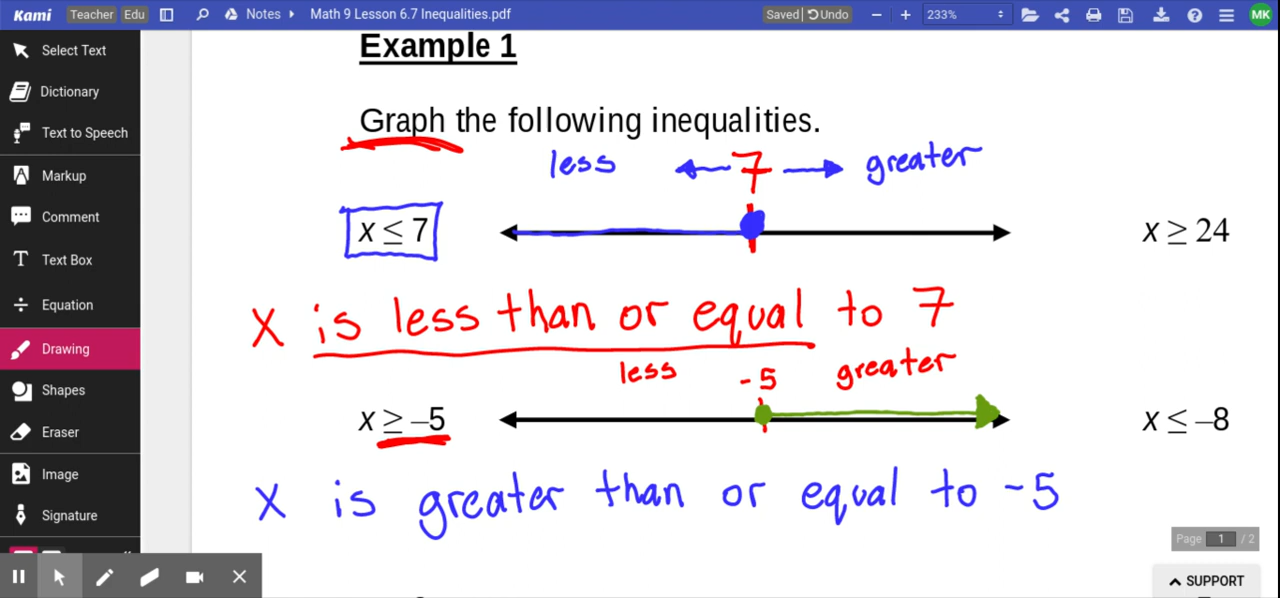 Kami Teacher Edu Notes Math 9 Lesson 6.7 Inequalities.pdf Saved Undo − + 233% MK
Select Text
Dictionary
Text to Speech
Markup
Comment
Text Box
Equation
Drawing
Shapes
Eraser
Image
Signature
Example 1
Graph the following inequalities.
less 7 greater
x ≤ 7 x ≥ 24
x is less than or equal to 7
less -5 greater
x ≥ –5 x ≤ –8
x is greater than or equal to -5
Page 1 / 2
SUPPORT